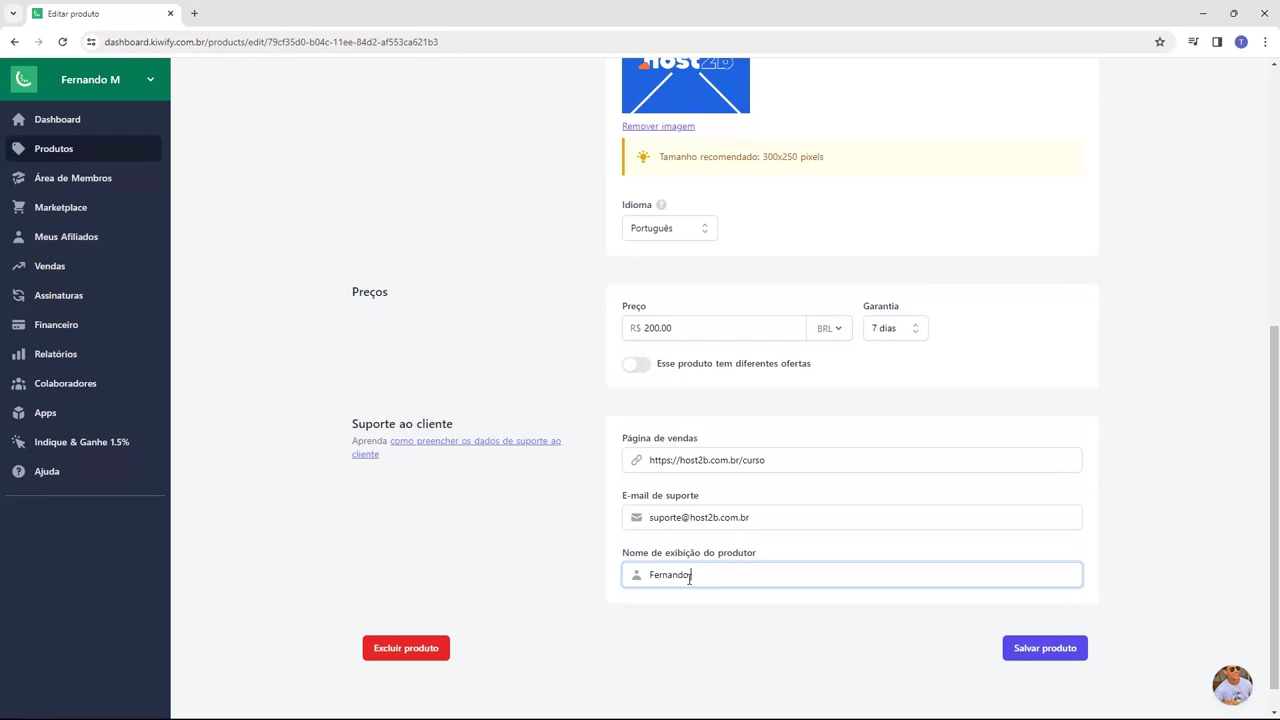 Editar produto
dashboard.kiwify.com.br/products/edit/79cf35d0-b04c-11ee-84d2-af553ca621b3
T
Fernando M
Dashboard
Produtos
Área de Membros
Marketplace
Meus Afiliados
Vendas
Assinaturas
Financeiro
Relatórios
Colaboradores
Apps
Indique & Ganhe 1.5%
Ajuda
host2b
Remover imagem
Tamanho recomendado: 300x250 pixels
Idioma ?
Português
Preços
Preço
R$ 200,00 BRL
Garantia
7 dias
Esse produto tem diferentes ofertas
Suporte ao cliente
Aprenda como preencher os dados de suporte ao
cliente
Página de vendas
https://host2b.com.br/curso
E-mail de suporte
suporte@host2b.com.br
Nome de exibição do produtor
Fernando
Excluir produto
Salvar produto